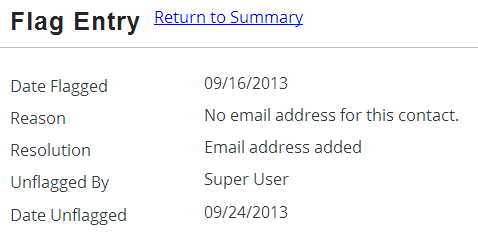 Flag Entry Return to Summary
Date Flagged 09/16/2013
Reason No email address for this contact.
Resolution Email address added
Unflagged By Super User
Date Unflagged 09/24/2013